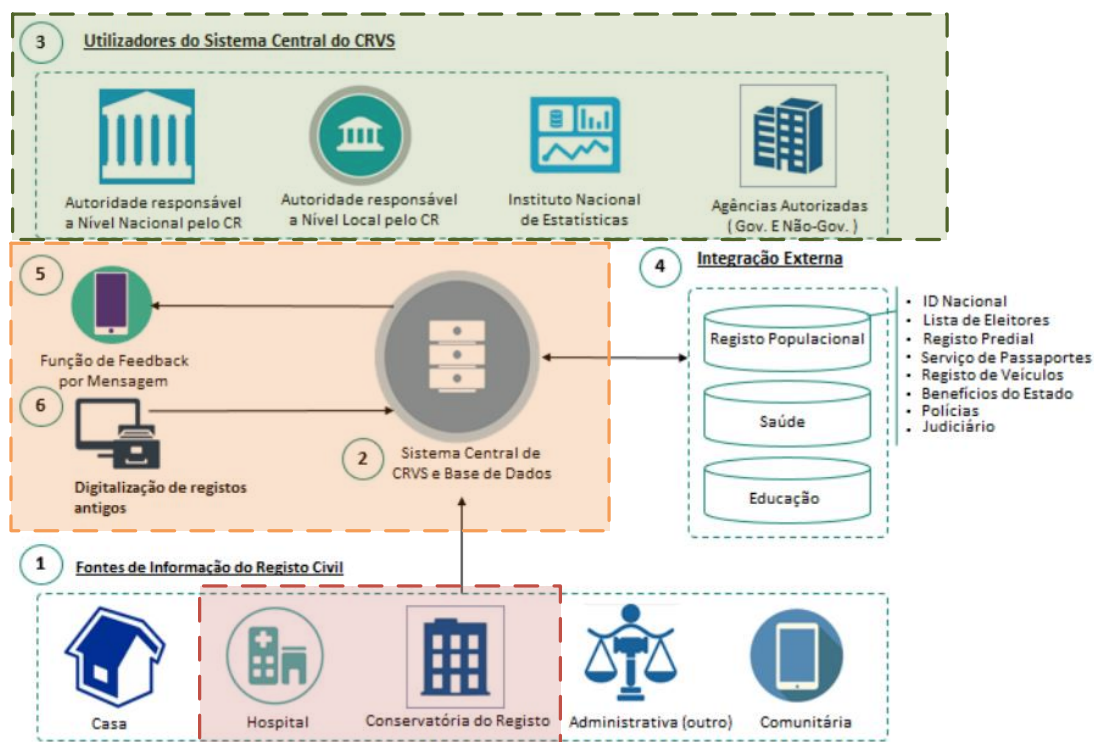 3
Utilizadores do Sistema Central do CRVS
Autoridade responsável
a Nível Nacional pelo CR
Autoridade responsável
a Nível Local pelo CR
Instituto Nacional
de Estatísticas
Agências Autorizadas
( Gov. E Não-Gov. )
5
Função de Feedback
por Mensagem
6
Digitalização de registos
antigos
2
Sistema Central de
CRVS e Base de Dados
4
Integração Externa
Registo Populacional
Saúde
Educação
• ID Nacional
• Lista de Eleitores
• Registo Predial
• Serviço de Passaportes
• Registo de Veículos
• Benefícios do Estado
• Polícias
• Judiciário
1
Fontes de Informação do Registo Civil
Casa
Hospital
Conservatória do Registo
Administrativa (outro)
Comunitária